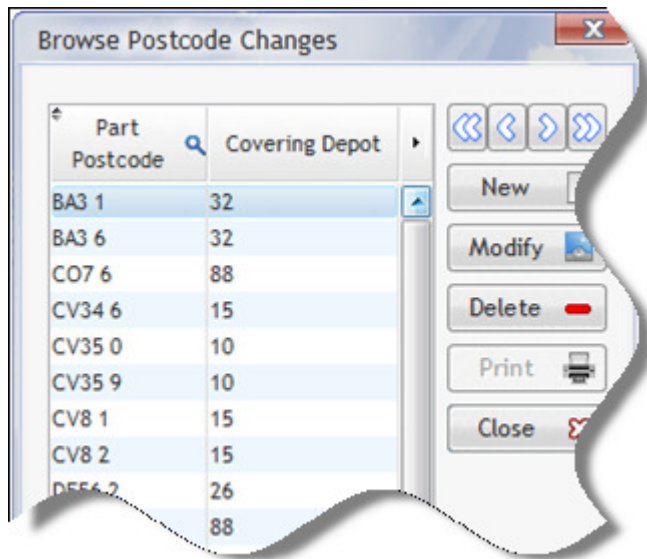 Browse Postcode Changes
Part
Postcode
Covering Depot
BA3 1 32
BA3 6 32
CO7 6 88
CV34 6 15
CV35 0 10
CV35 9 10
CV8 1 15
CV8 2 15
26
88
New
Modify
Delete
Print
Close